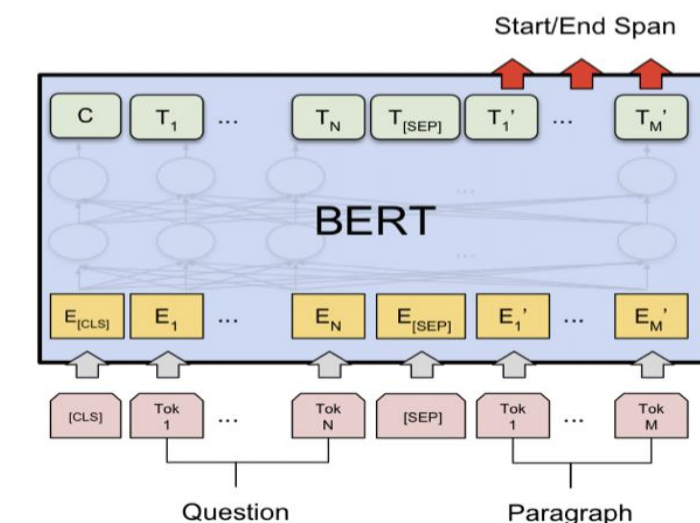 Start/End Span
C T1 ... TN T[SEP] T1' ... TM'
BERT
E[CLS] E1 ... EN E[SEP] E1' ... EM'
[CLS] Tok 1 ... Tok N [SEP] Tok 1 ... Tok M
Question Paragraph